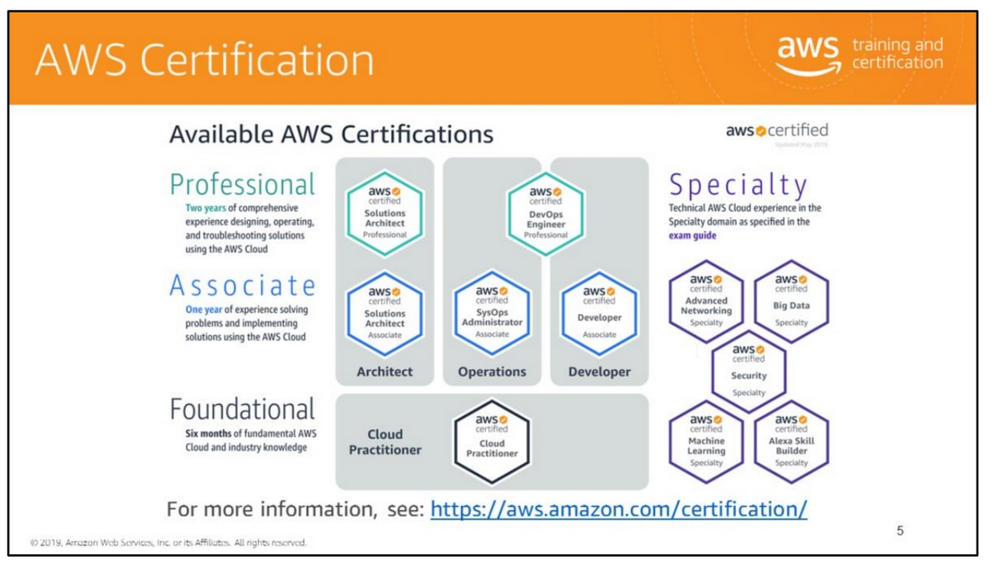 AWS Certification
aws training and
certification
Available AWS Certifications
aws certified
Updated May 2019
Professional
Two years of comprehensive
experience designing, operating,
and troubleshooting solutions
using the AWS Cloud
aws
certified
Solutions
Architect
Professional
aws
certified
DevOps
Engineer
Professional
Associate
One year of experience solving
problems and implementing
solutions using the AWS Cloud
aws
certified
Solutions
Architect
Associate
aws
certified
SysOps
Administrator
Associate
aws
certified
Developer
Associate
Architect
Operations
Developer
Foundational
Six months of fundamental AWS
Cloud and industry knowledge
Cloud
Practitioner
aws
certified
Cloud
Practitioner
Specialty
Technical AWS Cloud experience in the
Specialty domain as specified in the
exam guide
aws
certified
Advanced
Networking
Specialty
aws
certified
Big Data
Specialty
aws
certified
Security
Specialty
aws
certified
Machine
Learning
Specialty
aws
certified
Alexa Skill
Builder
Specialty
For more information, see: https://aws.amazon.com/certification/
5
© 2019, Amazon Web Services, Inc. or its Affiliates. All rights reserved.